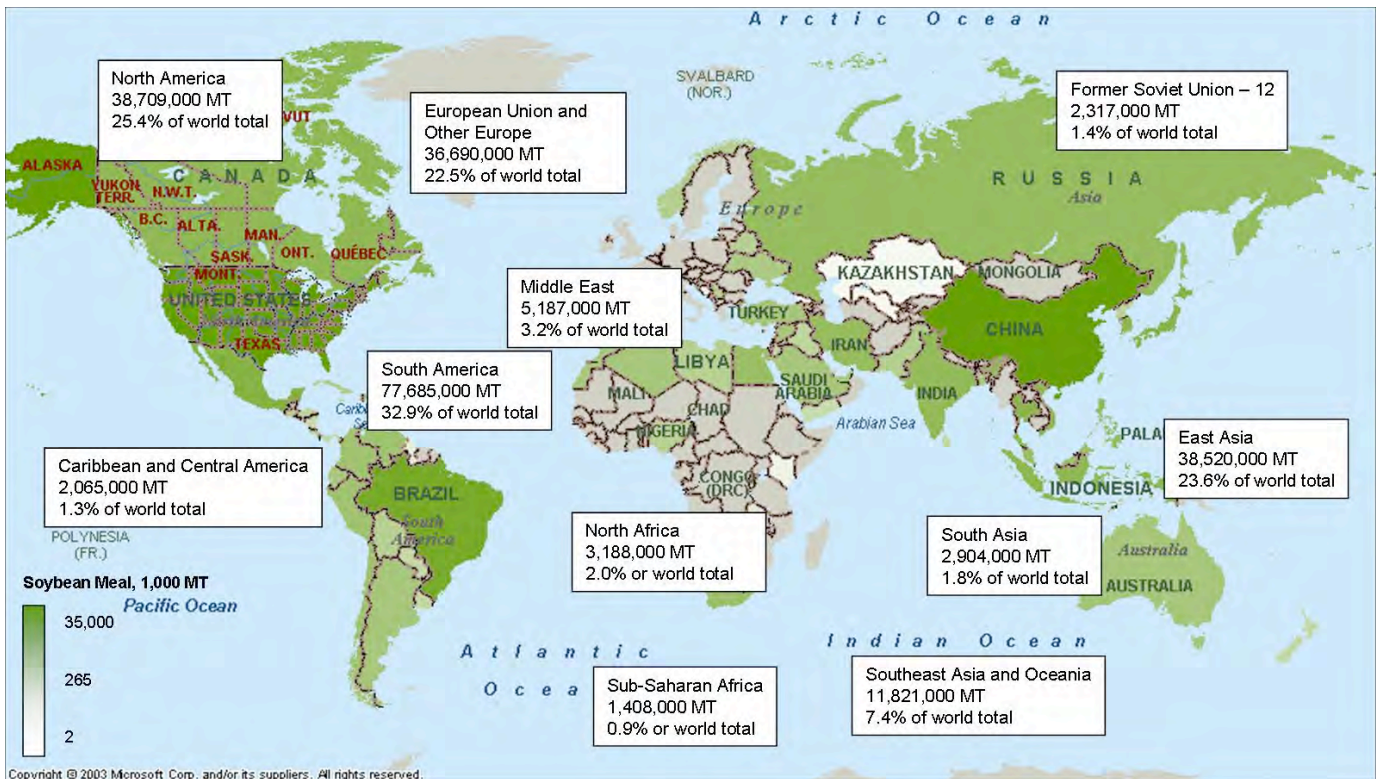 Arctic Ocean
North America
38,709,000 MT
25.4% of world total
European Union and
Other Europe
36,690,000 MT
22.5% of world total
SVALBARD
(NOR.)
Former Soviet Union – 12
2,317,000 MT
1.4% of world total
VUT
ALASKA
YUKON
TERR.
N.W.T.
CANADA
B.C.
ALTA.
SASK.
MAN.
ONT.
QUÉBEC
MONT.
UNITED STATES
TEXAS
RUSSIA
Asia
Europe
KAZAKHSTAN
MONGOLIA
CHINA
Middle East
5,187,000 MT
3.2% of world total
TURKEY
IRAN
LIBYA
SAUDI
ARABIA
INDIA
MALI
CHAD
NIGERIA
Arabian Sea
CONGO
(DRC)
South America
77,685,000 MT
32.9% of world total
PALA
East Asia
38,520,000 MT
23.6% of world total
INDONESIA
Caribbean and Central America
2,065,000 MT
1.3% of world total
BRAZIL
South
America
POLYNESIA
(FR.)
North Africa
3,188,000 MT
2.0% or world total
South Asia
2,904,000 MT
1.8% of world total
Australia
AUSTRALIA
Soybean Meal, 1,000 MT
35,000
265
2
Pacific Ocean
Atlantic
Ocea
Indian Ocean
Sub-Saharan Africa
1,408,000 MT
0.9% or world total
Southeast Asia and Oceania
11,821,000 MT
7.4% of world total
Copyright © 2003 Microsoft Corp. and/or its suppliers. All rights reserved.